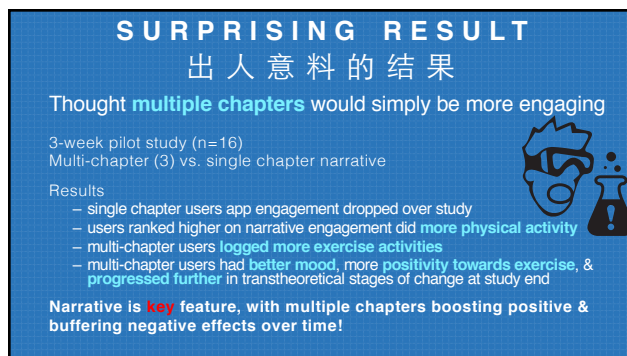 SURPRISING RESULT
出人意料的结果
Thought multiple chapters would simply be more engaging
3-week pilot study (n=16)
Multi-chapter (3) vs. single chapter narrative
Results
– single chapter users app engagement dropped over study
– users ranked higher on narrative engagement did more physical activity
– multi-chapter users logged more exercise activities
– multi-chapter users had better mood, more positivity towards exercise, &
progressed further in transtheoretical stages of change at study end
Narrative is key feature, with multiple chapters boosting positive &
buffering negative effects over time!